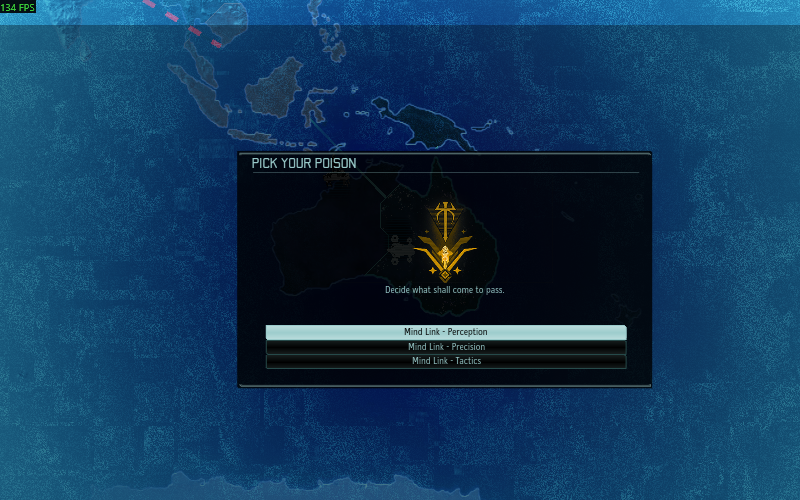 134 FPS
PICK YOUR POISON
Decide what shall come to pass.
Mind Link - Perception
Mind Link - Precision
Mind Link - Tactics